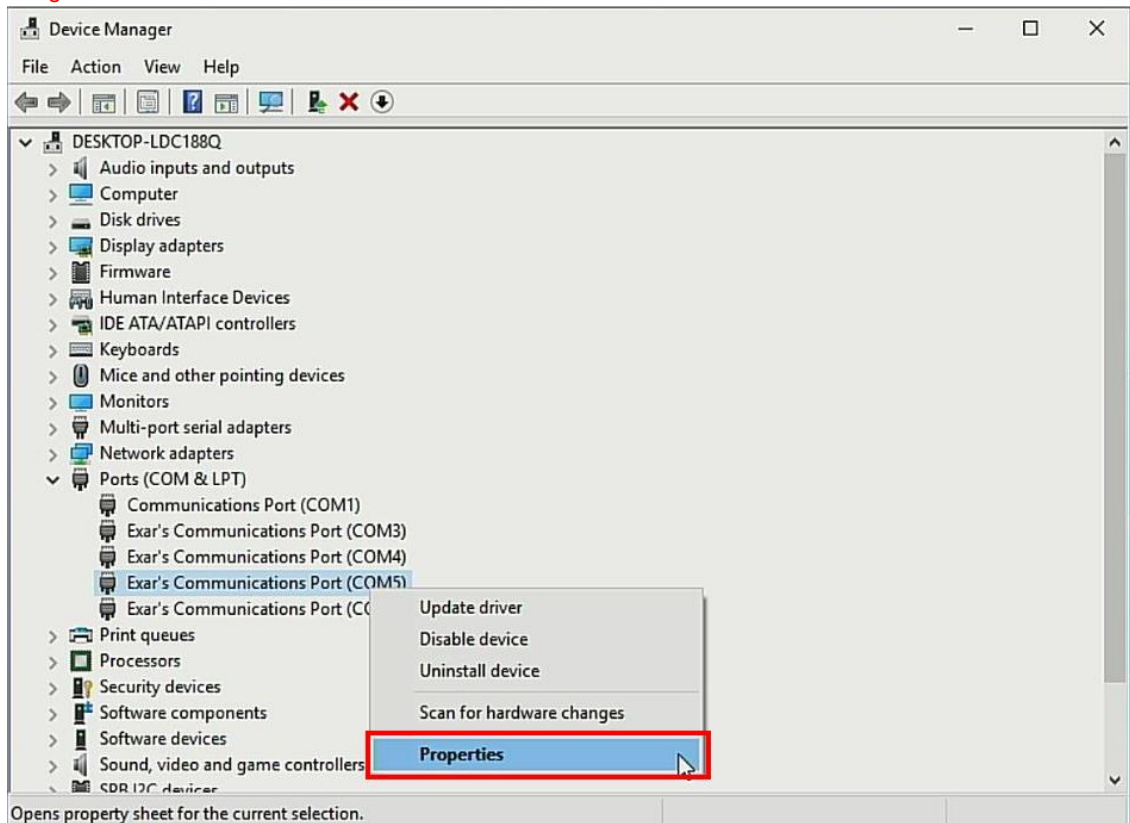 Device Manager
File Action View Help
DESKTOP-LDC188Q
Audio inputs and outputs
Computer
Disk drives
Display adapters
Firmware
Human Interface Devices
IDE ATA/ATAPI controllers
Keyboards
Mice and other pointing devices
Monitors
Multi-port serial adapters
Network adapters
Ports (COM & LPT)
Communications Port (COM1)
Exar's Communications Port (COM3)
Exar's Communications Port (COM4)
Exar's Communications Port (COM5)
Exar's Communications Port (CO
Update driver
Disable device
Uninstall device
Scan for hardware changes
Properties
Print queues
Processors
Security devices
Software components
Software devices
Sound, video and game controllers
SPB I2C devices
Opens property sheet for the current selection.